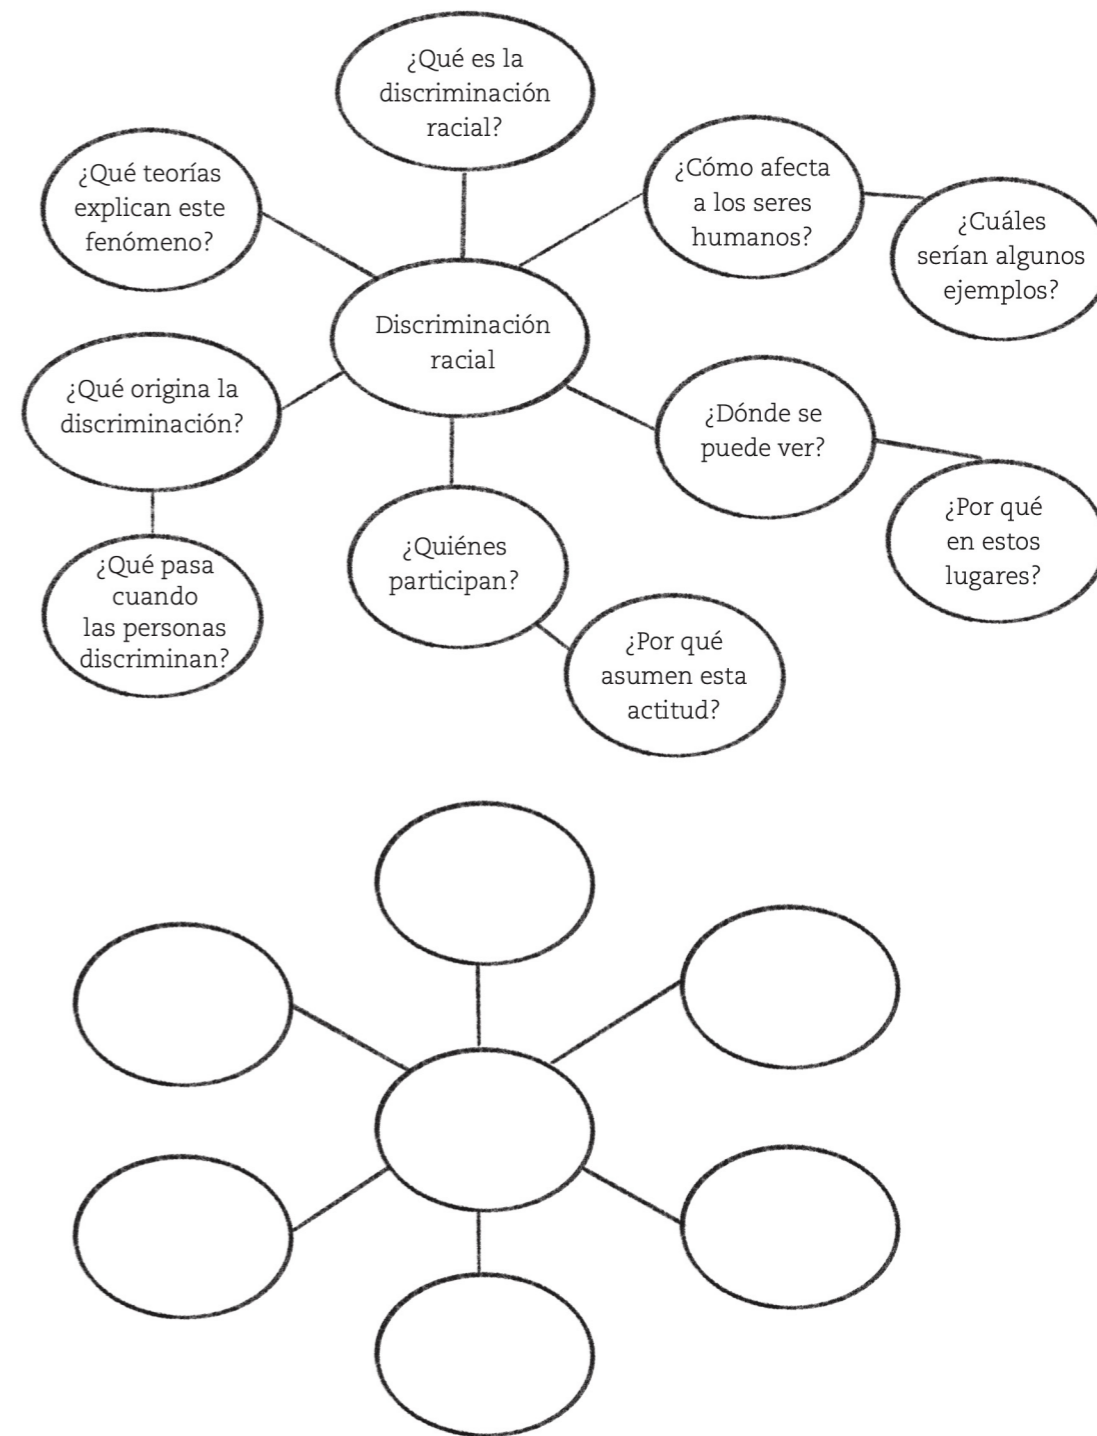 ¿Qué es la
discriminación
racial?
¿Qué teorías
explican este
fenómeno?
¿Cómo afecta
a los seres
humanos?
¿Cuáles
serían algunos
ejemplos?
Discriminación
racial
¿Qué origina la
discriminación?
¿Dónde se
puede ver?
¿Por qué
en estos
lugares?
¿Quiénes
participan?
¿Qué pasa
cuando
las personas
discriminan?
¿Por qué
asumen esta
actitud?